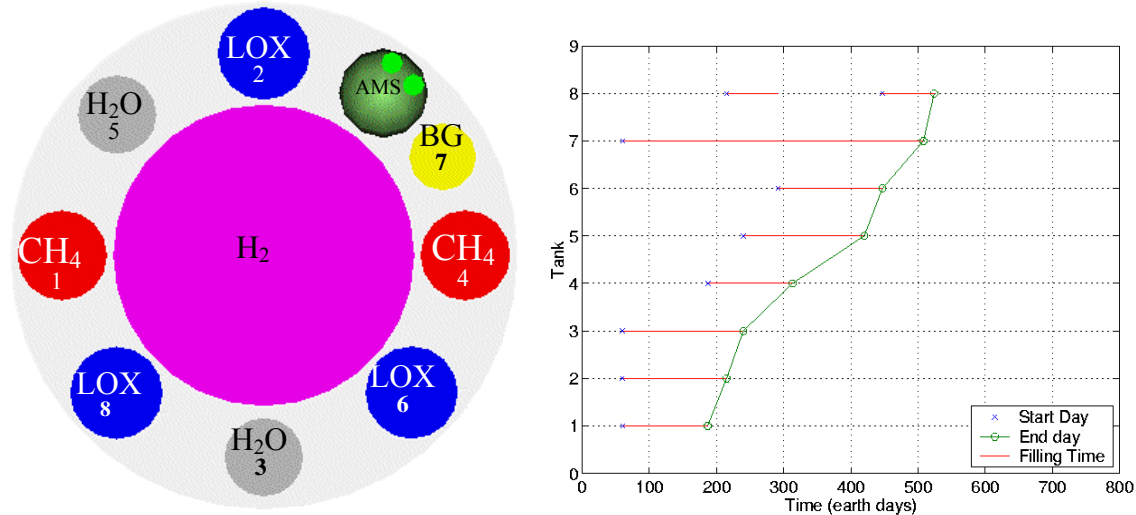 LOX
2
AMS
H₂O
5
BG
7
H₂
CH₄
1
CH₄
4
LOX
8
LOX
6
H₂O
3
9
8
7
6
5
4
3
2
1
0
Tank
0 100 200 300 400 500 600 700 800
Time (earth days)
Start Day
End day
Filling Time